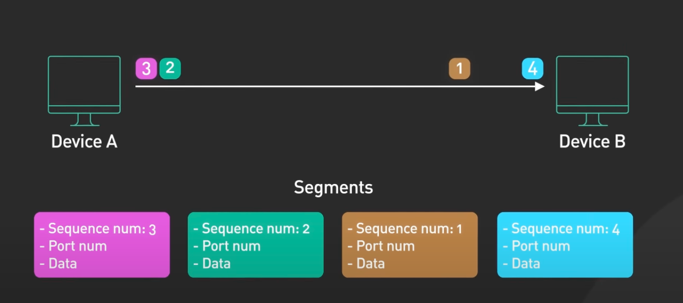 3 2 1 4
Device A
Device B
Segments
- Sequence num: 3
- Port num
- Data
- Sequence num: 2
- Port num
- Data
- Sequence num: 1
- Port num
- Data
- Sequence num: 4
- Port num
- Data